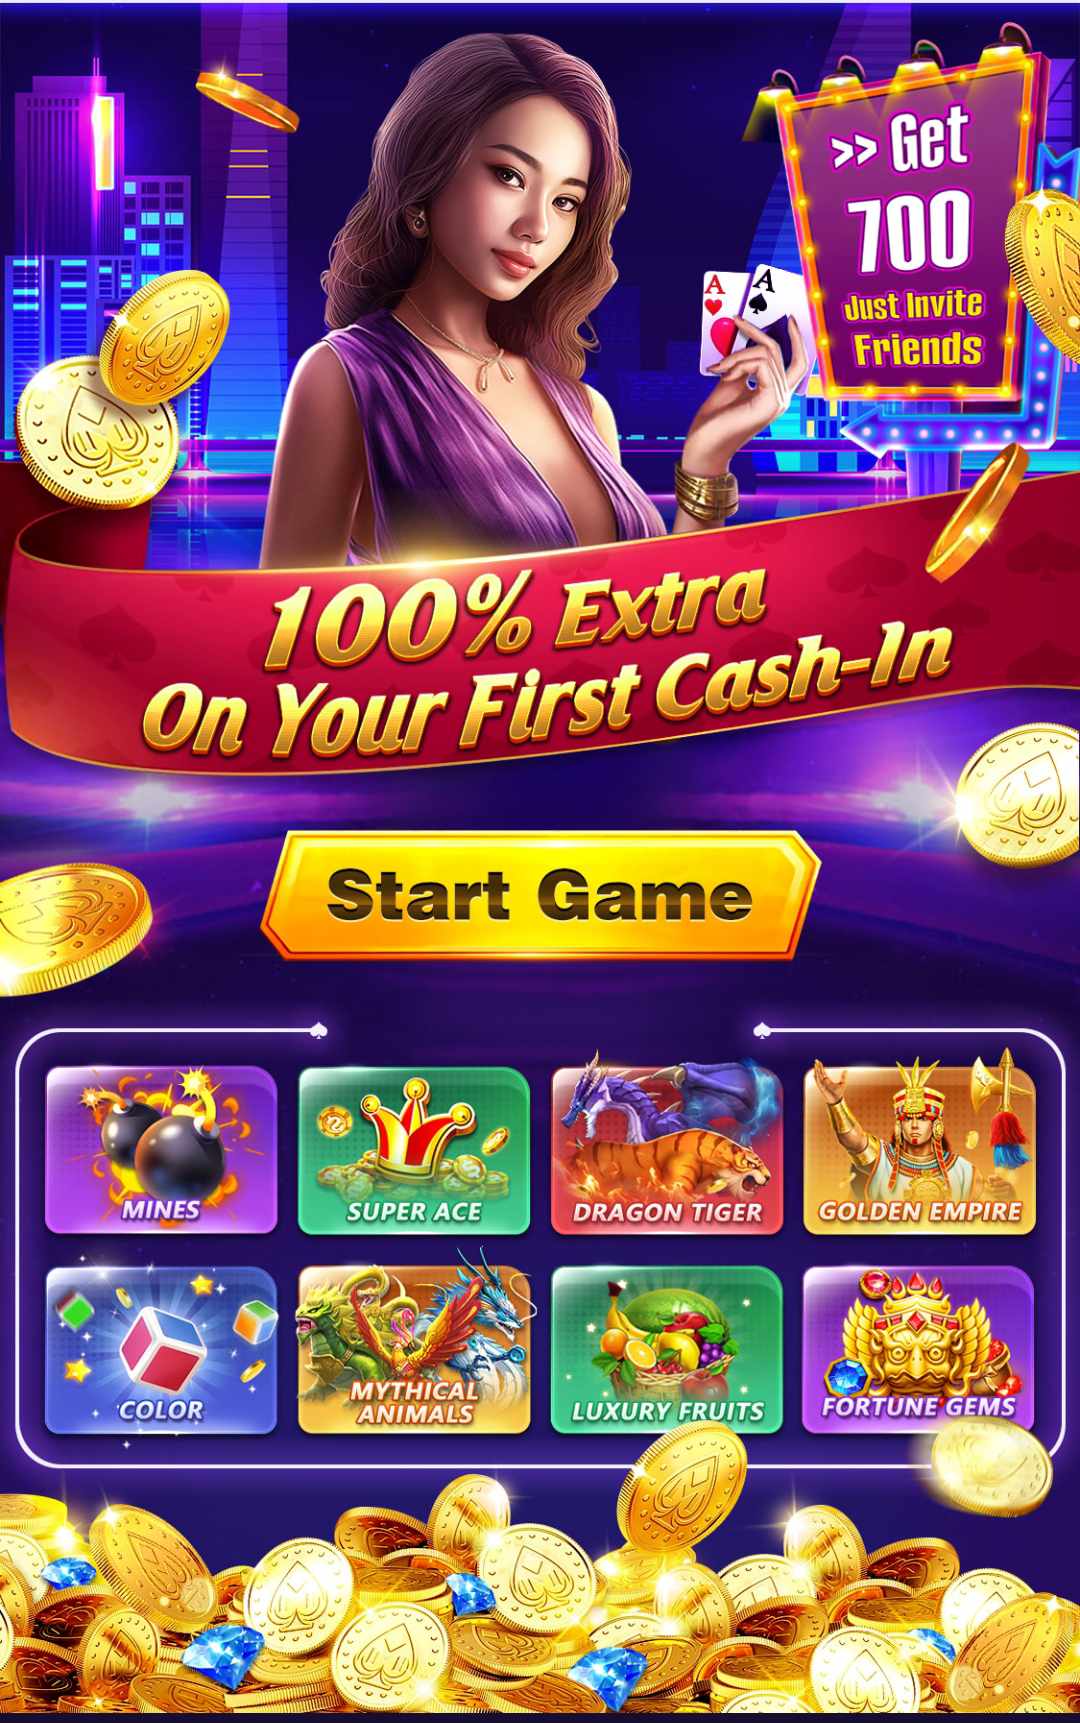 >> Get
700
Just Invite
Friends
A
A
100% Extra
On Your First Cash-In
Start Game
MINES
SUPER ACE
DRAGON TIGER
GOLDEN EMPIRE
COLOR
MYTHICAL
ANIMALS
LUXURY FRUITS
FORTUNE GEMS